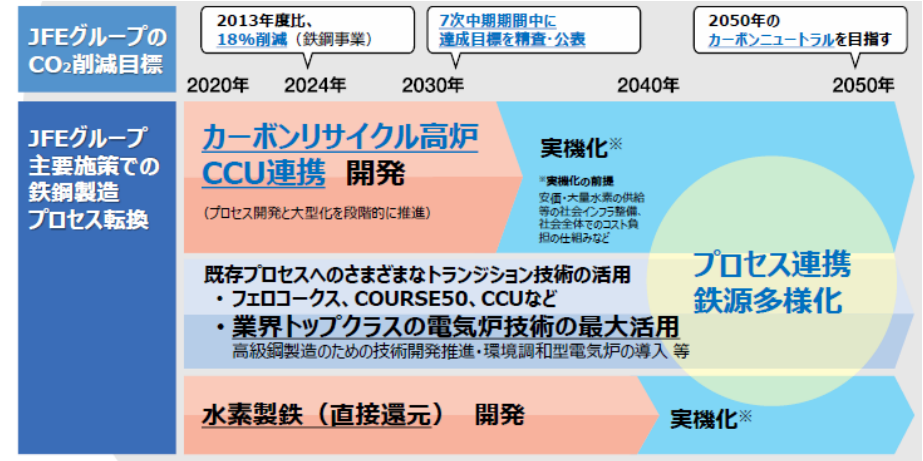 JFEグループの
CO₂削減目標
2013年度比、
18%削減（鉄鋼事業）
7次中期期間中に
達成目標を精査・公表
2050年の
カーボンニュートラルを目指す
2020年 2024年 2030年 2040年 2050年
JFEグループ
主要施策での
鉄鋼製造
プロセス転換
カーボンリサイクル高炉
CCU連携 開発
（プロセス開発と大型化を段階的に推進）
実機化※
※実機化の前提
安価・大量水素の供給
等の社会インフラ整備、
社会全体でのコスト負
担の仕組みなど
既存プロセスへのさまざまなトランジション技術の活用
・フェロコークス、COURSE50、CCUなど
・業界トップクラスの電気炉技術の最大活用
高級鋼製造のための技術開発推進・環境調和型電気炉の導入 等
プロセス連携
鉄源多様化
水素製鉄（直接還元） 開発
実機化※